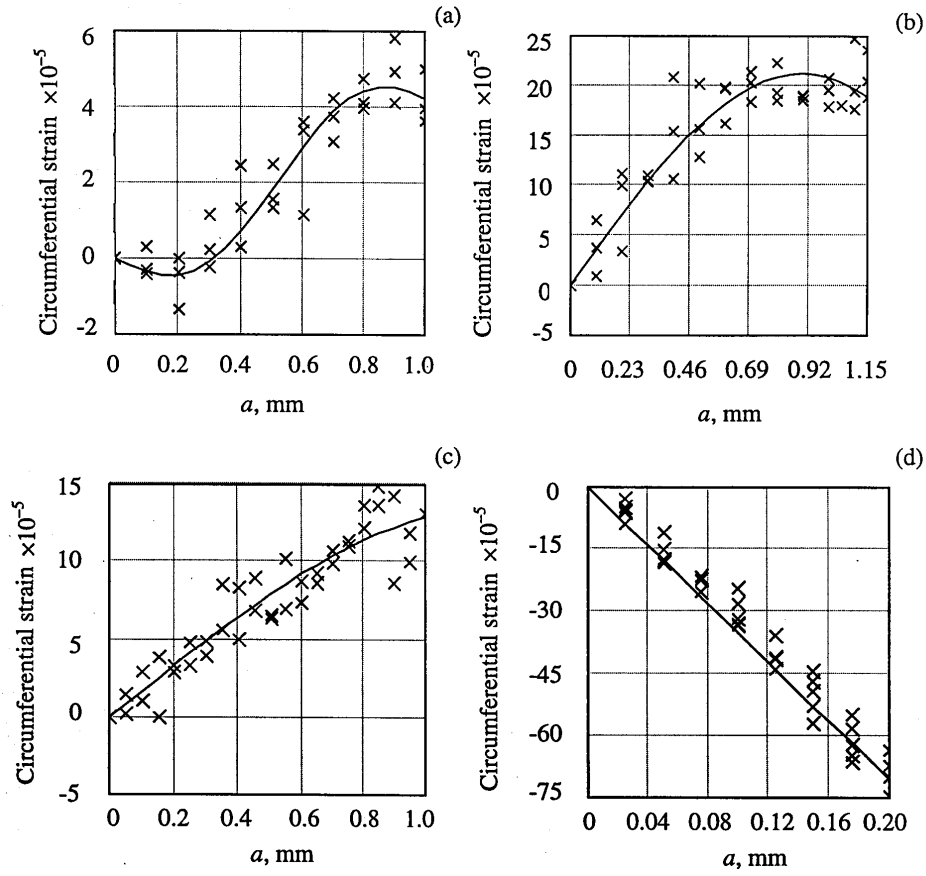 (a)
Circumferential strain ×10⁻⁵
6
4
2
0
-2
0 0.2 0.4 0.6 0.8 1.0
a, mm
(b)
Circumferential strain ×10⁻⁵
25
20
15
10
5
0
-5
0 0.23 0.46 0.69 0.92 1.15
a, mm
(c)
Circumferential strain ×10⁻⁵
15
10
5
0
-5
0 0.2 0.4 0.6 0.8 1.0
a, mm
(d)
Circumferential strain ×10⁻⁵
0
-15
-30
-45
-60
-75
0 0.04 0.08 0.12 0.16 0.20
a, mm